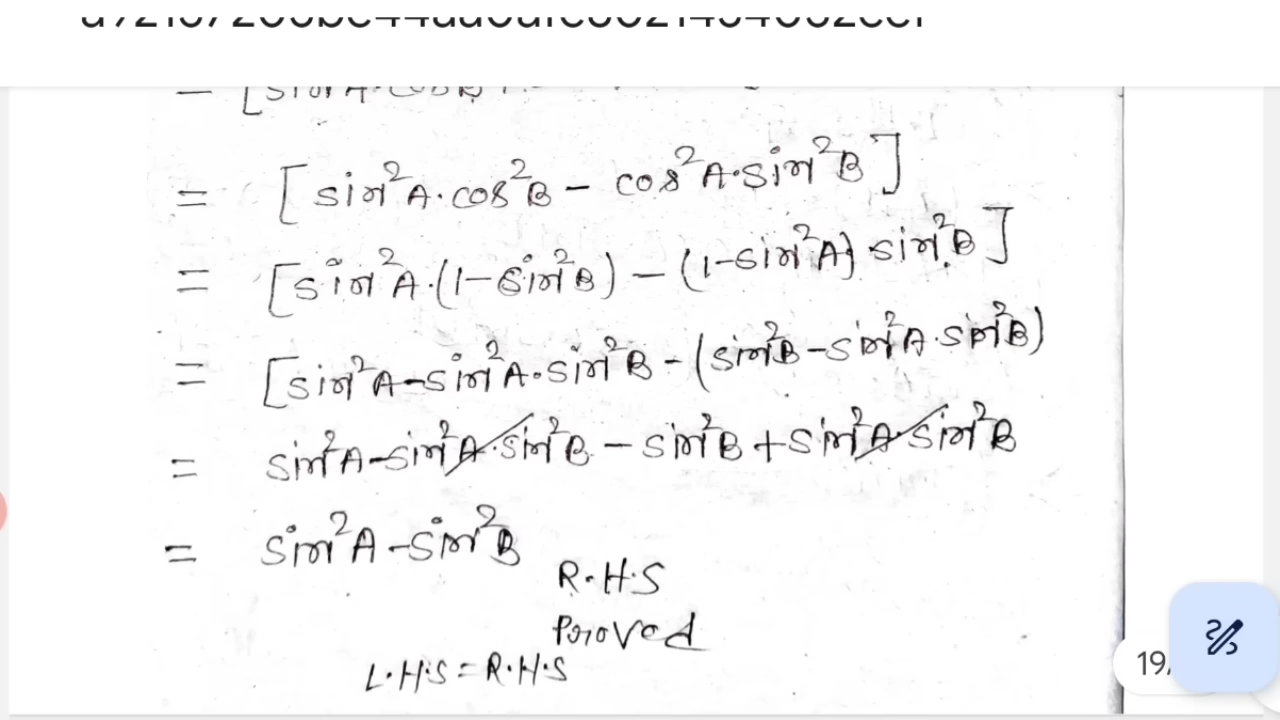 = [sin²A.cos²B - cos²A.sin²B]
= [sin²A.(1-sin²B) - (1-sin²A} sin²B]
= [sin²A-sin²A.sin²B - (sin²B-sin²A.sin²B)
= sin²A-sin²A.sin²B - sin²B + sin²A sin²B
= sin²A - sin²B
R.H.S
Proved
L.H.S = R.H.S
19